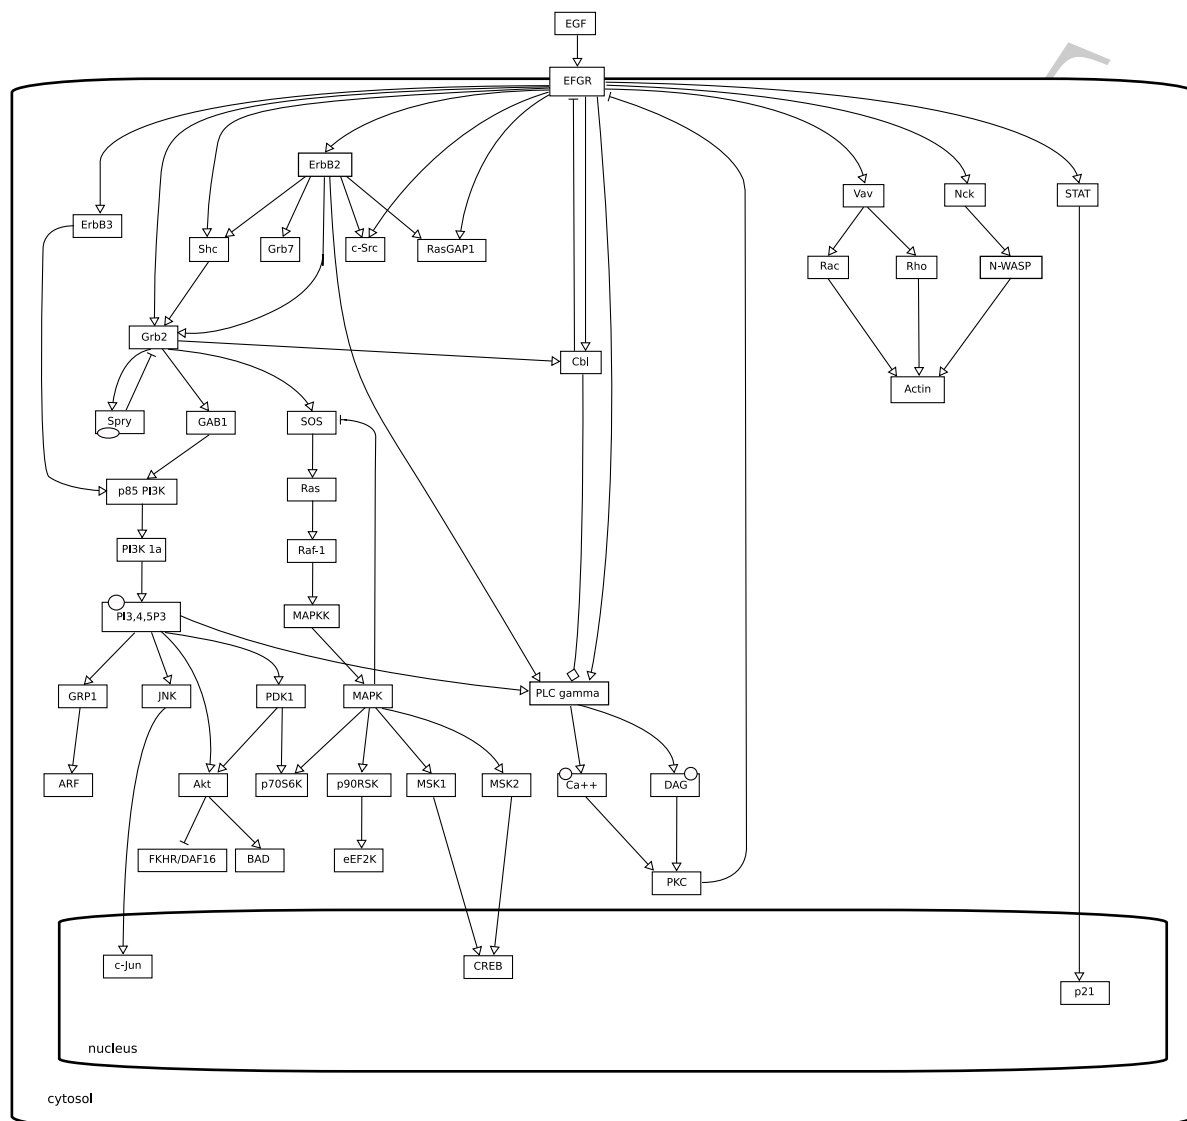 EGF
EFGR
ErbB2
Vav
Nck
STAT
ErbB3
Shc
Grb7
c-Src
RasGAP1
Rac
Rho
N-WASP
Grb2
Cbl
Actin
Spry
GAB1
SOS
p85 PI3K
Ras
PI3K 1a
Raf-1
PI3,4,5P3
MAPKK
GRP1
JNK
PDK1
MAPK
PLC gamma
ARF
Akt
p70S6K
p90RSK
MSK1
MSK2
Ca++
DAG
FKHR/DAF16
BAD
eEF2K
PKC
c-Jun
CREB
p21
nucleus
cytosol